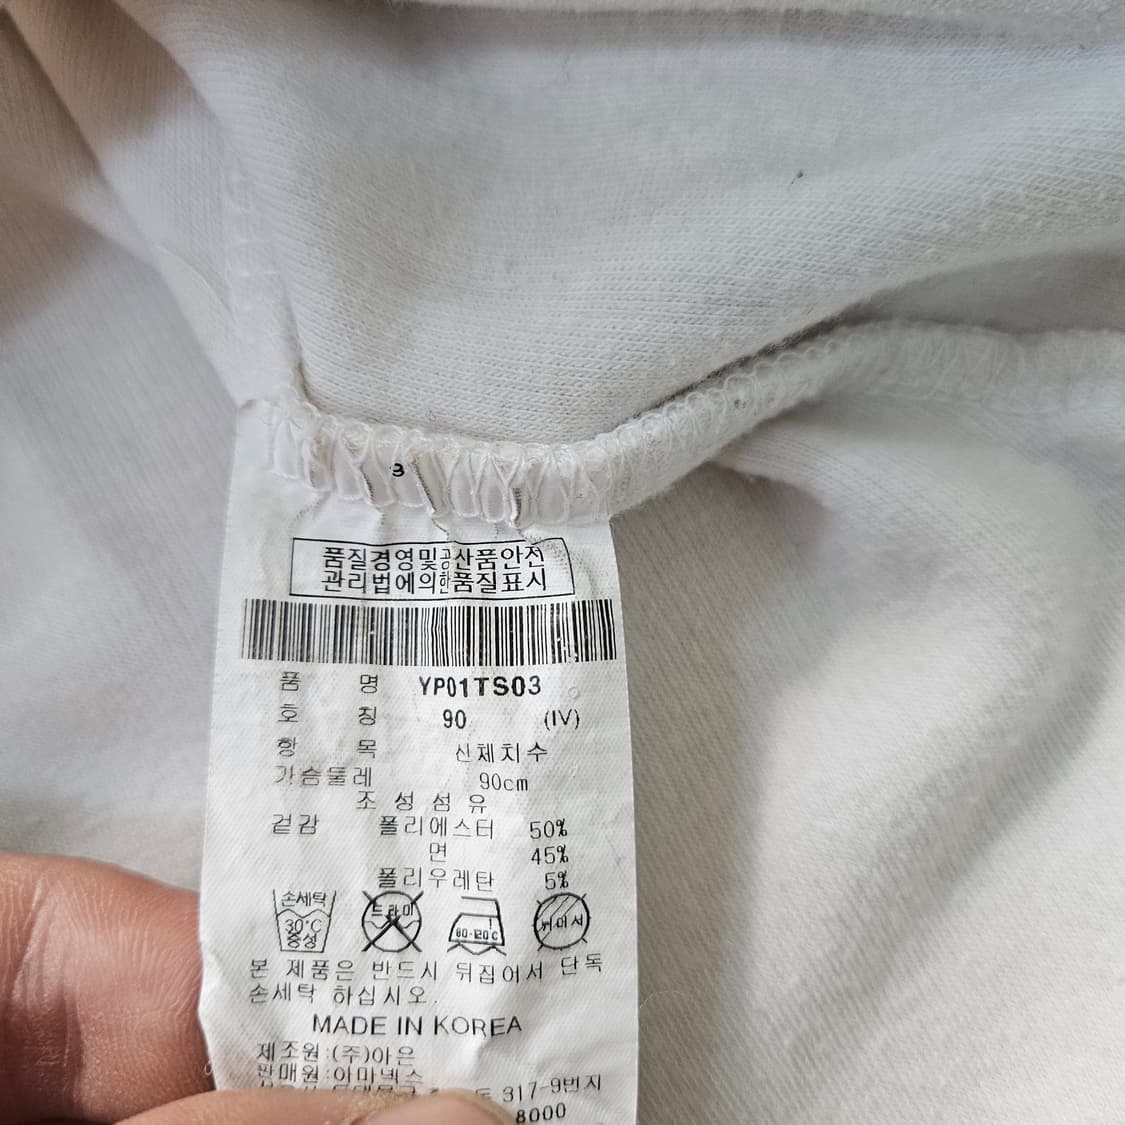 3
품질경영및공산품안전
관리법에의한품질표시
품 명 YP01TS03
호 칭 90 (IV)
항 목 신체치수
가슴둘레 90cm
조 성 섬 유
겉감 폴리에스터 50%
면 45%
폴리우레탄 5%
손세탁 드라이
30℃ 80-120℃ 뉘어서
중성
본 제품은 반드시 뒤집어서 단독
손세탁 하십시오.
MADE IN KOREA
제조원:(주)아은
판매원:아마넥스
317-9번지
8000